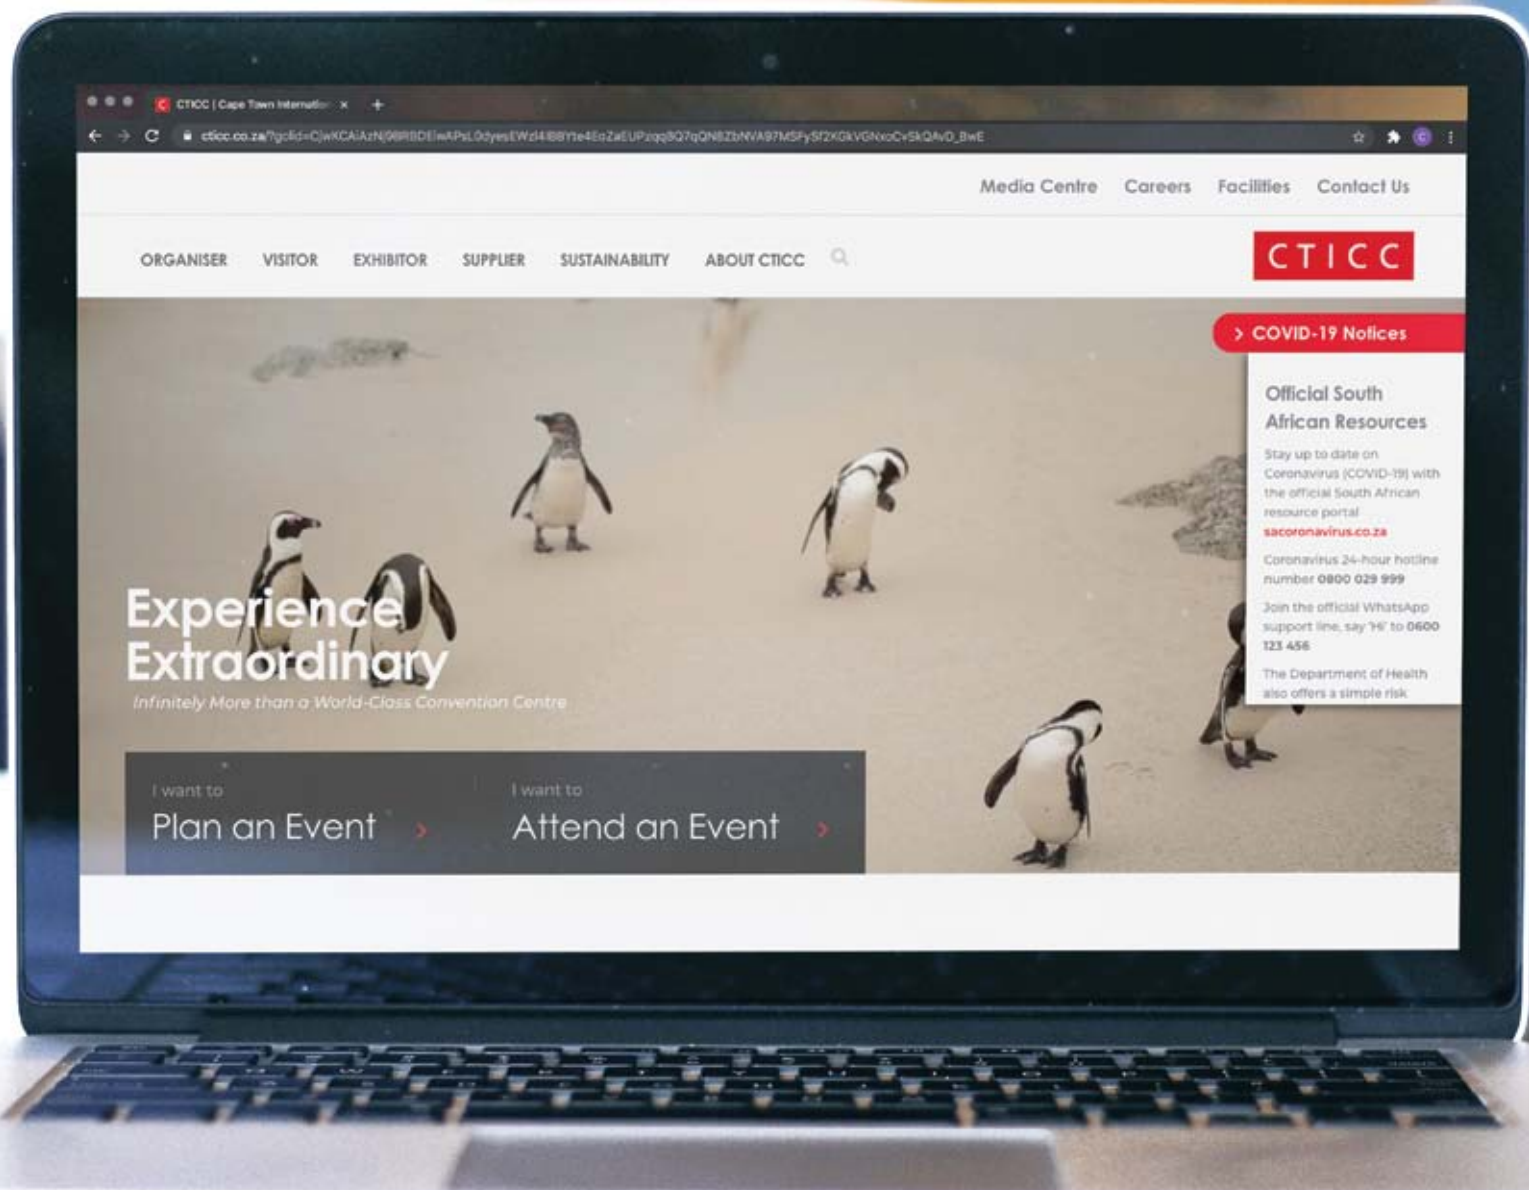 CTICC | Cape Town Internation
Media Centre Careers Facilities Contact Us
ORGANISER VISITOR EXHIBITOR SUPPLIER SUSTAINABILITY ABOUT CTICC
CTICC
> COVID-19 Notices
Official South
African Resources
Stay up to date on
Coronavirus (COVID-19) with
the official South African
resource portal
sacoronavirus.co.za
Coronavirus 24-hour hotline
number 0800 029 999
Join the official WhatsApp
support line, say 'Hi' to 0600
123 456
The Department of Health
also offers a simple risk
Experience
Extraordinary
Infinitely More than a World-Class Convention Centre
I want to
Plan an Event >
I want to
Attend an Event >